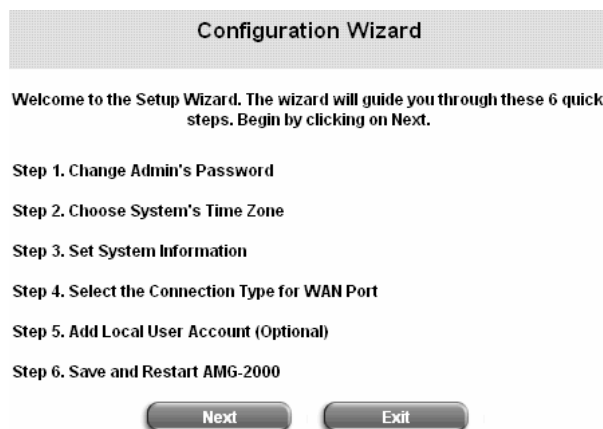 Configuration Wizard
Welcome to the Setup Wizard. The wizard will guide you through these 6 quick
steps. Begin by clicking on Next.
Step 1. Change Admin's Password
Step 2. Choose System's Time Zone
Step 3. Set System Information
Step 4. Select the Connection Type for WAN Port
Step 5. Add Local User Account (Optional)
Step 6. Save and Restart AMG-2000
Next Exit